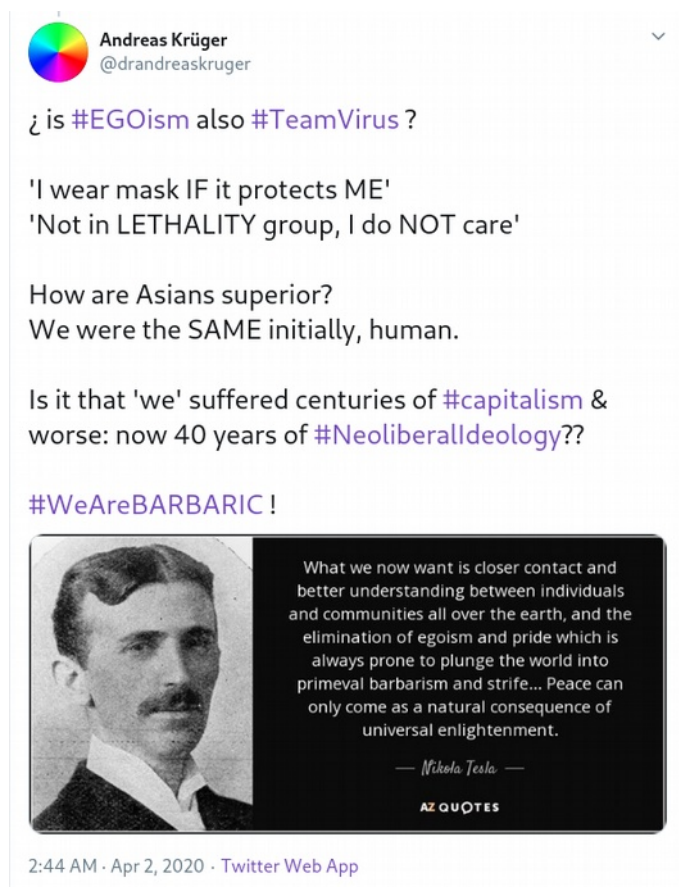 Andreas Krüger
@drandreaskruger
¿ is #EGOism also #TeamVirus ?
'I wear mask IF it protects ME'
'Not in LETHALITY group, I do NOT care'
How are Asians superior?
We were the SAME initially, human.
Is it that 'we' suffered centuries of #capitalism &
worse: now 40 years of #NeoliberalIdeology??
#WeAreBARBARIC !
What we now want is closer contact and
better understanding between individuals
and communities all over the earth, and the
elimination of egoism and pride which is
always prone to plunge the world into
primeval barbarism and strife... Peace can
only come as a natural consequence of
universal enlightenment.
— Nikola Tesla —
AZ QUOTES
2:44 AM · Apr 2, 2020 · Twitter Web App